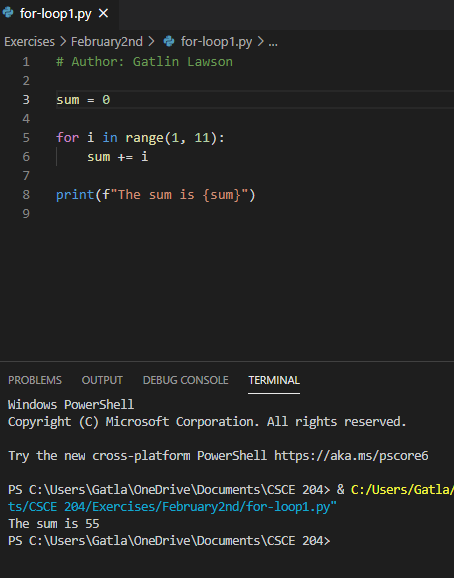 for-loop1.py ×
Exercises > February2nd > for-loop1.py > ...
1 # Author: Gatlin Lawson
2
3 sum = 0
4
5 for i in range(1, 11):
6     sum += i
7
8 print(f"The sum is {sum}")
9
PROBLEMS OUTPUT DEBUG CONSOLE TERMINAL
Windows PowerShell
Copyright (C) Microsoft Corporation. All rights reserved.
Try the new cross-platform PowerShell https://aka.ms/pscore6
PS C:\Users\Gatla\OneDrive\Documents\CSCE 204> & C:/Users/Gatla/
ts/CSCE 204/Exercises/February2nd/for-loop1.py"
The sum is 55
PS C:\Users\Gatla\OneDrive\Documents\CSCE 204>